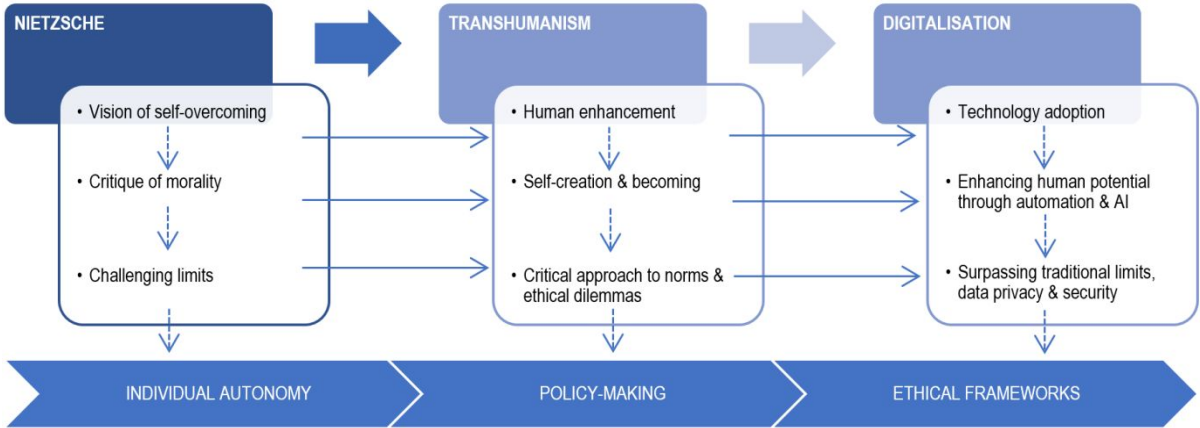 NIETZSCHE
• Vision of self-overcoming
• Critique of morality
• Challenging limits
TRANSHUMANISM
• Human enhancement
• Self-creation & becoming
• Critical approach to norms &
ethical dilemmas
DIGITALISATION
• Technology adoption
• Enhancing human potential
through automation & AI
• Surpassing traditional limits,
data privacy & security
INDIVIDUAL AUTONOMY
POLICY-MAKING
ETHICAL FRAMEWORKS